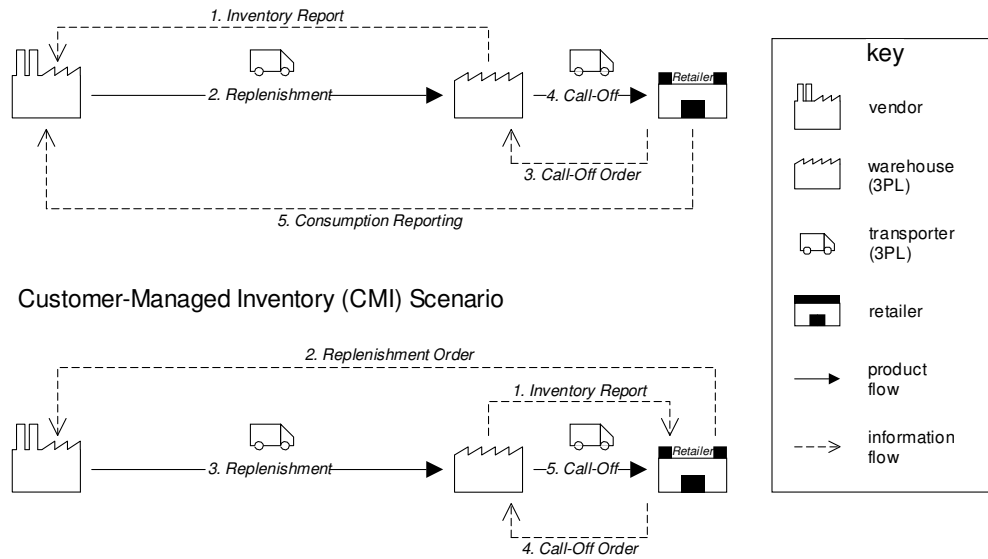 1. Inventory Report
2. Replenishment
4. Call-Off
Retailer
3. Call-Off Order
5. Consumption Reporting
Customer-Managed Inventory (CMI) Scenario
2. Replenishment Order
1. Inventory Report
3. Replenishment
5. Call-Off
Retailer
4. Call-Off Order
key
vendor
warehouse
(3PL)
transporter
(3PL)
retailer
product
flow
information
flow